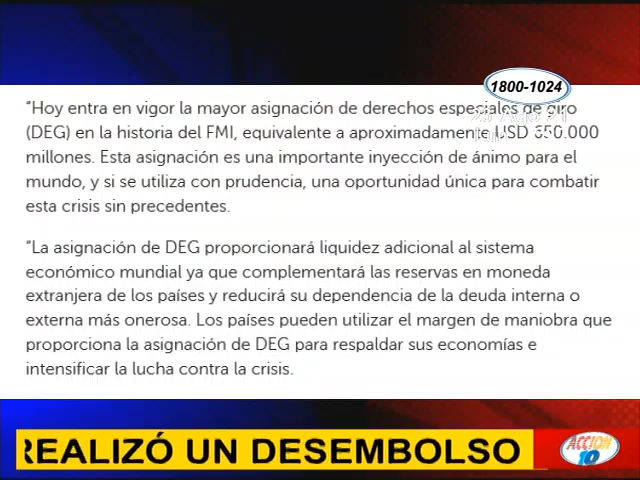 1800-1024
“Hoy entra en vigor la mayor asignación de derechos especiales de giro
(DEG) en la historia del FMI, equivalente a aproximadamente USD 650.000
millones. Esta asignación es una importante inyección de ánimo para el
mundo, y si se utiliza con prudencia, una oportunidad única para combatir
esta crisis sin precedentes.
“La asignación de DEG proporcionará liquidez adicional al sistema
económico mundial ya que complementará las reservas en moneda
extranjera de los países y reducirá su dependencia de la deuda interna o
externa más onerosa. Los países pueden utilizar el margen de maniobra que
proporciona la asignación de DEG para respaldar sus economías e
intensificar la lucha contra la crisis.
REALIZÓ UN DESEMBOLSO
ACCION
10